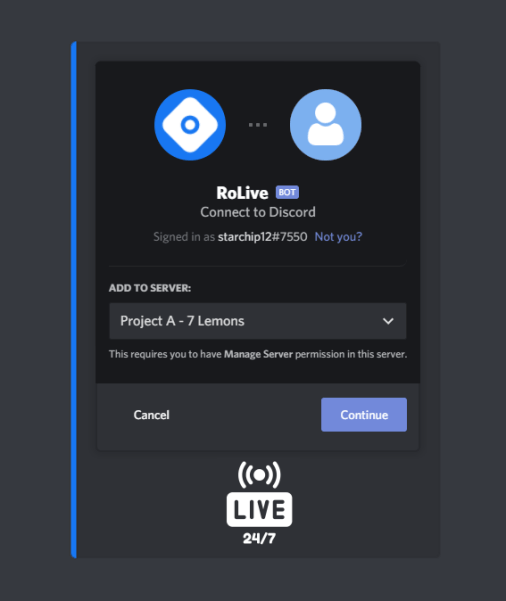 RoLive BOT
Connect to Discord
Signed in as starchip12#7550 Not you?
ADD TO SERVER:
Project A - 7 Lemons
This requires you to have Manage Server permission in this server.
Cancel Continue
LIVE
24/7